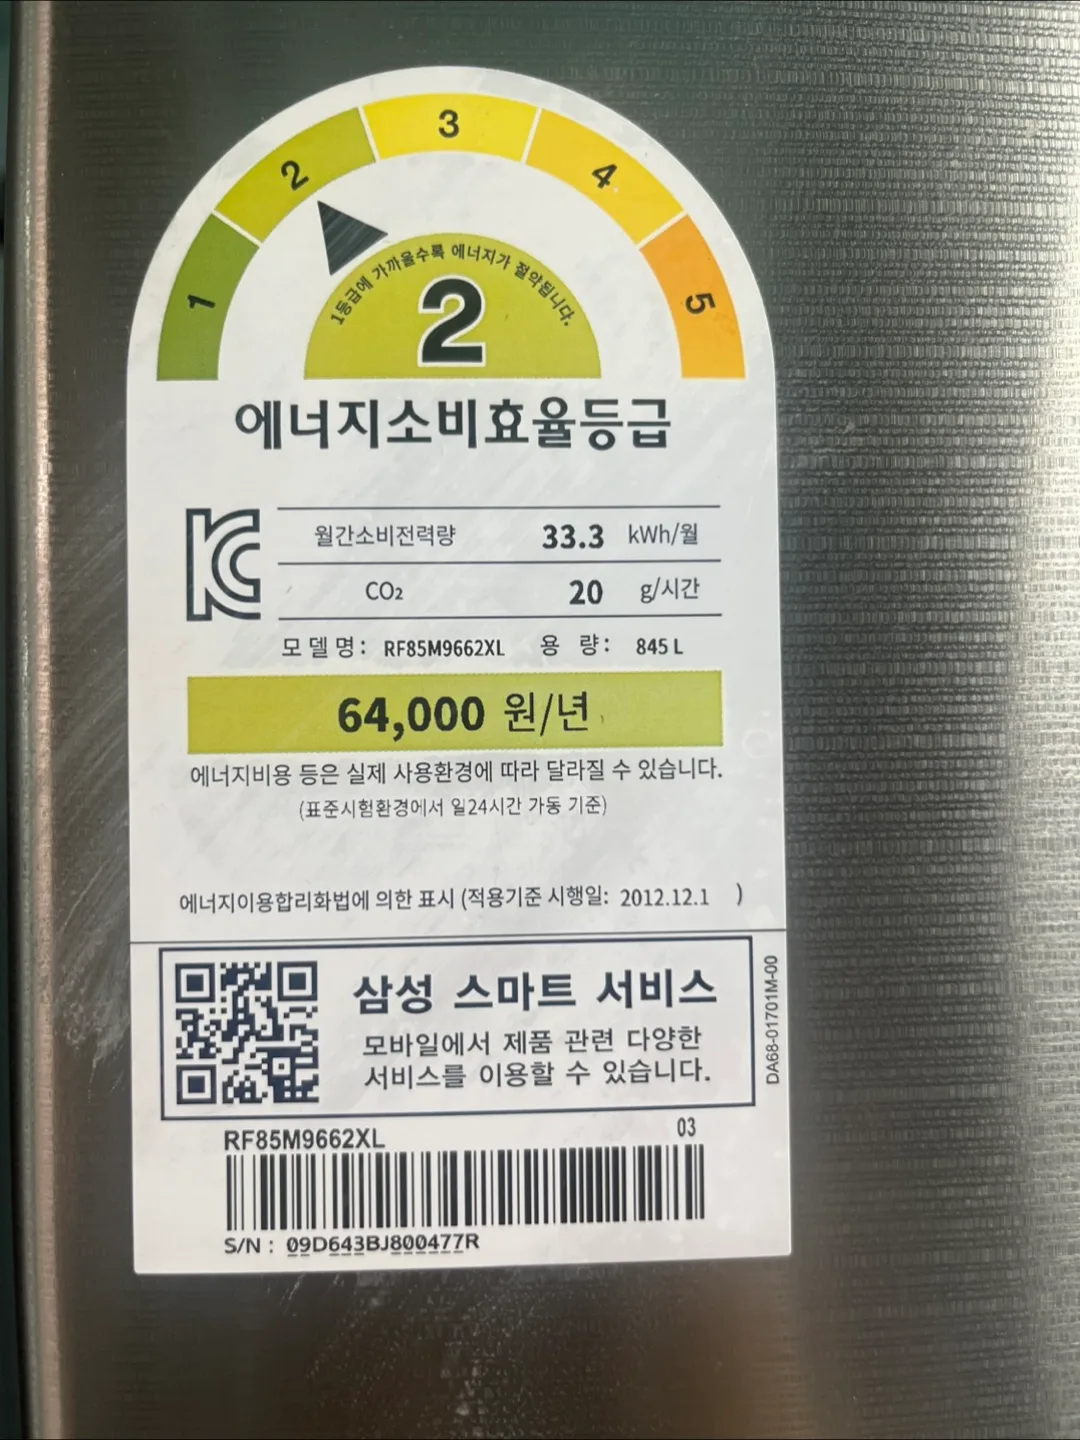 1 2 3 4 5
1등급에 가까울수록 에너지가 절약됩니다.
2
에너지소비효율등급
월간소비전력량 33.3 kWh/월
CO₂ 20 g/시간
모델명: RF85M9662XL 용 량: 845 L
64,000 원/년
에너지비용 등은 실제 사용환경에 따라 달라질 수 있습니다.
(표준시험환경에서 일24시간 가동 기준)
에너지이용합리화법에 의한 표시 (적용기준 시행일: 2012.12.1 )
삼성 스마트 서비스
모바일에서 제품 관련 다양한
서비스를 이용할 수 있습니다.
DA68-01701M-00
RF85M9662XL 03
S/N : 09D643BJ800477R